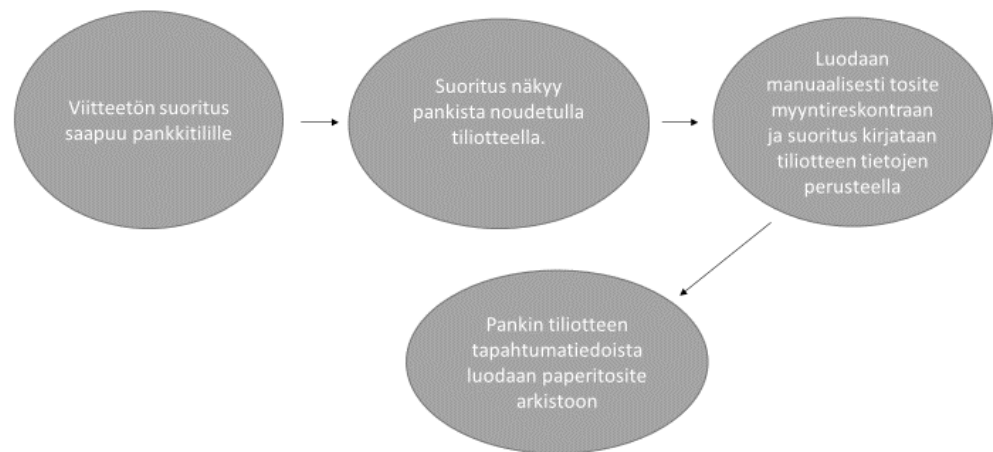 Viitteetön suoritus
saapuu pankkitilille
Suoritus näkyy
pankista noudetulla
tiliotteella.
Luodaan
manuaalisesti tosite
myyntireskontraan
ja suoritus kirjataan
tiliotteen tietojen
perusteella
Pankin tiliotteen
tapahtumatiedoista
luodaan paperitosite
arkistoon